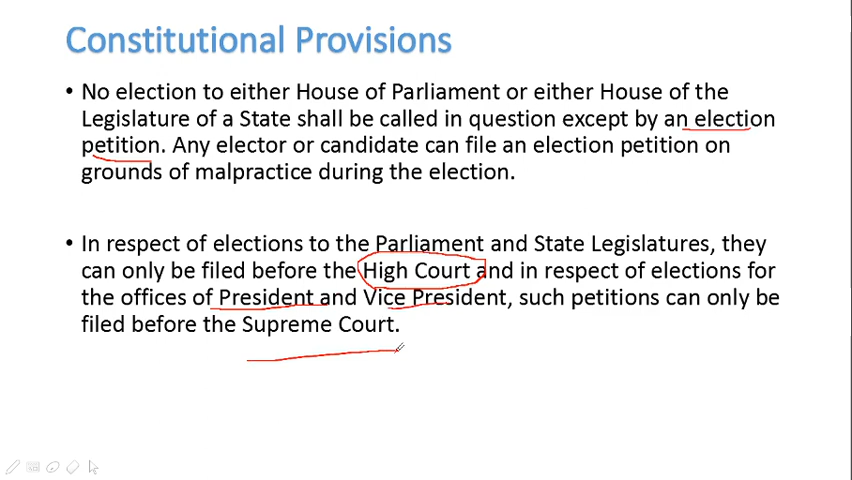 Constitutional Provisions
• No election to either House of Parliament or either House of the
Legislature of a State shall be called in question except by an election
petition. Any elector or candidate can file an election petition on
grounds of malpractice during the election.
• In respect of elections to the Parliament and State Legislatures, they
can only be filed before the High Court and in respect of elections for
the offices of President and Vice President, such petitions can only be
filed before the Supreme Court.